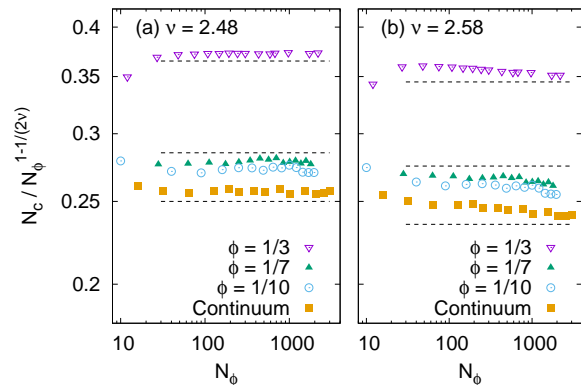 (a) ν = 2.48
(b) ν = 2.58
0.4
0.35
0.3
0.25
0.2
N_c / N_ϕ^{1-1/(2ν)}
ϕ = 1/3
ϕ = 1/7
ϕ = 1/10
Continuum
ϕ = 1/3
ϕ = 1/7
ϕ = 1/10
Continuum
10 100 1000
10 100 1000
N_ϕ
N_ϕ